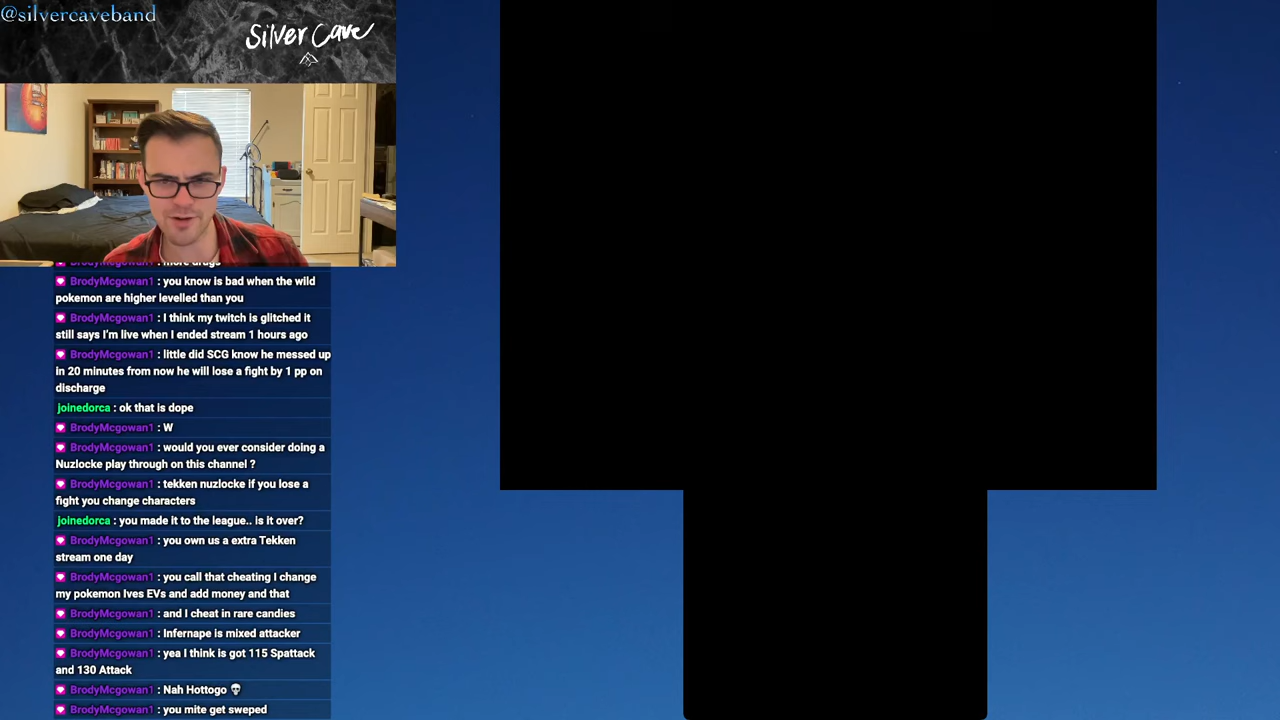 @silvercaveband
Silver Cave
BrodyMcgowan1 : more drugs
BrodyMcgowan1 : you know is bad when the wild
pokemon are higher levelled than you
BrodyMcgowan1 : I think my twitch is glitched it
still says I'm live when I ended stream 1 hours ago
BrodyMcgowan1 : little did SCG know he messed up
in 20 minutes from now he will lose a fight by 1 pp on
discharge
joinedorca : ok that is dope
BrodyMcgowan1 : W
BrodyMcgowan1 : would you ever consider doing a
Nuzlocke play through on this channel ?
BrodyMcgowan1 : tekken nuzlocke if you lose a
fight you change characters
joinedorca : you made it to the league.. is it over?
BrodyMcgowan1 : you own us a extra Tekken
stream one day
BrodyMcgowan1 : you call that cheating I change
my pokemon Ives EVs and add money and that
BrodyMcgowan1 : and I cheat in rare candies
BrodyMcgowan1 : Infernape is mixed attacker
BrodyMcgowan1 : yea I think is got 115 Spattack
and 130 Attack
BrodyMcgowan1 : Nah Hottogo 💀
BrodyMcgowan1 : you mite get sweped